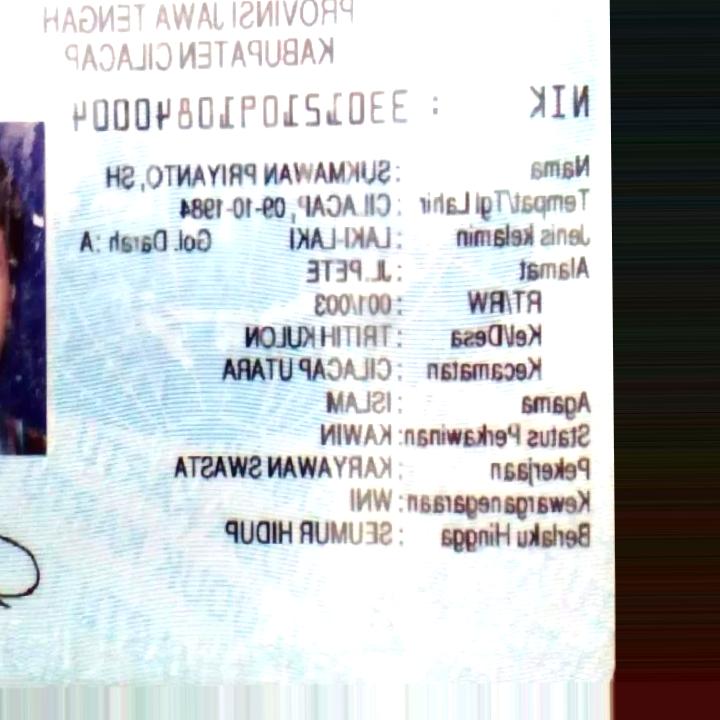 PROVINSI JAWA TENGAH
KABUPATEN CILACAP
NIK : 3301210910840004
Nama : SUKMAWAN PRIYANTO, SH
Tempat/Tgl Lahir : CILACAP, 09-10-1984
Jenis kelamin : LAKI-LAKI Gol. Darah : A
Alamat : JL. PETE
RT/RW : 001/003
Kel/Desa : TRITIH KULON
Kecamatan : CILACAP UTARA
Agama : ISLAM
Status Perkawinan: KAWIN
Pekerjaan : KARYAWAN SWASTA
Kewarganegaraan: WNI
Berlaku Hingga : SEUMUR HIDUP